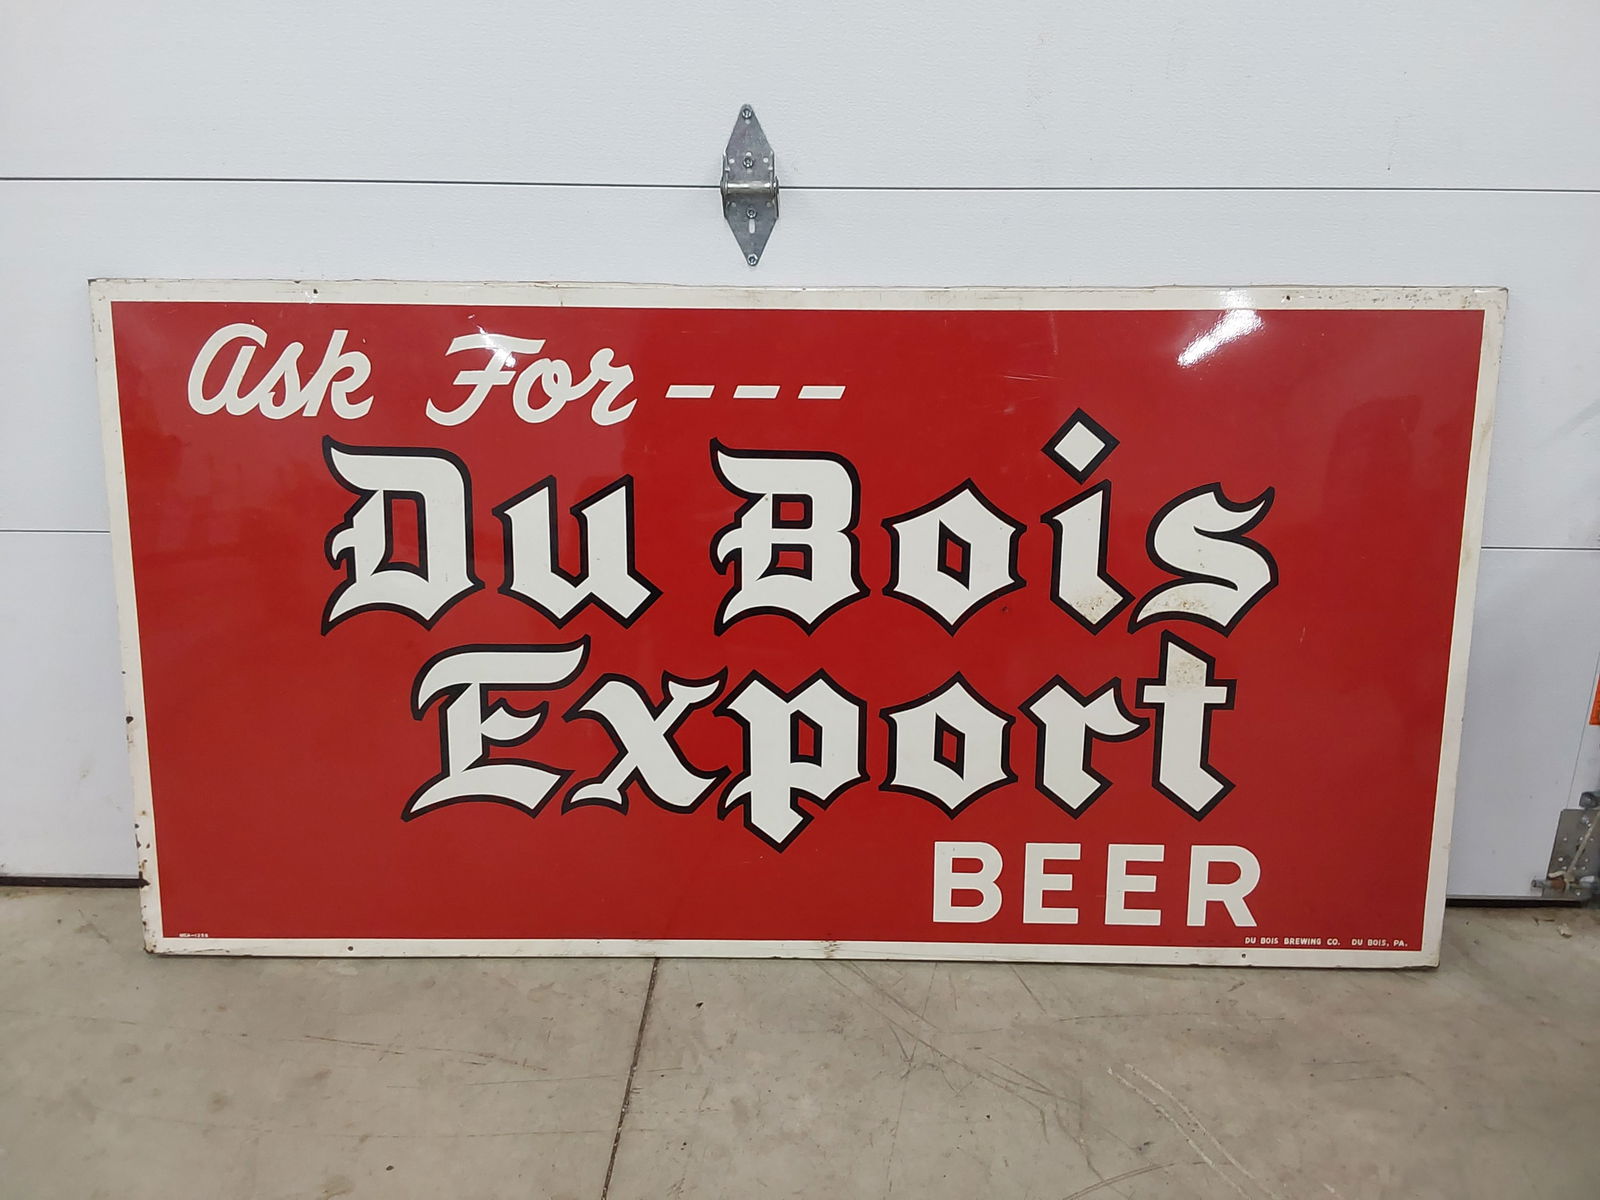 Ask For ---
Du Bois
Export
BEER
DU BOIS BREWING CO. DU BOIS, PA.